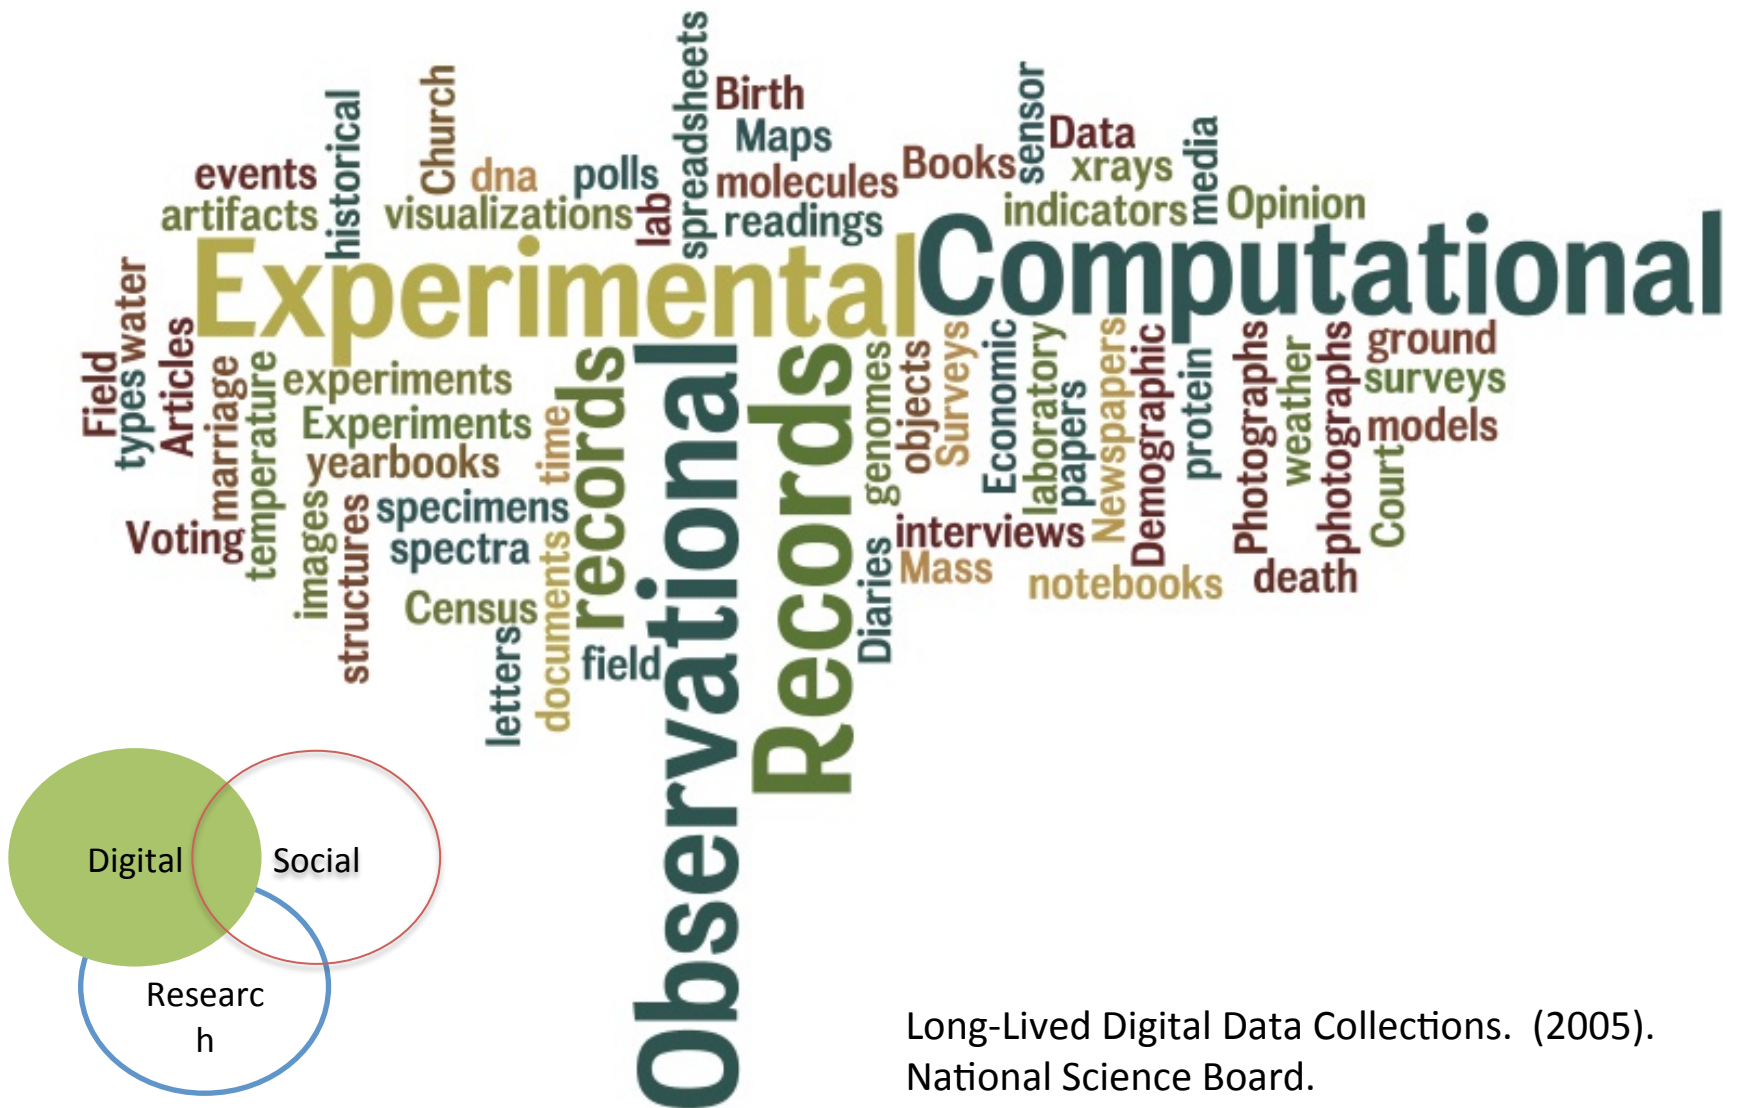 spreadsheets
Birth
Church
historical
sensor
Data
Maps
polls
media
events
dna
molecules
Books
xrays
artifacts
visualizations
lab
readings
indicators
Opinion
Experimental
Computational
water
Field
types
Articles
marriage
temperature
experiments
Experiments
yearbooks
time
records
Observational
Records
genomes
objects
Surveys
Economic
laboratory
papers
Newspapers
Demographic
protein
Photographs
weather
photographs
ground
surveys
models
Court
Voting
images
structures
specimens
spectra
documents
Census
letters
field
Diaries
interviews
Mass
notebooks
death
Digital
Social
Researc
h
Long-Lived Digital Data Collections.  (2005).
National Science Board.